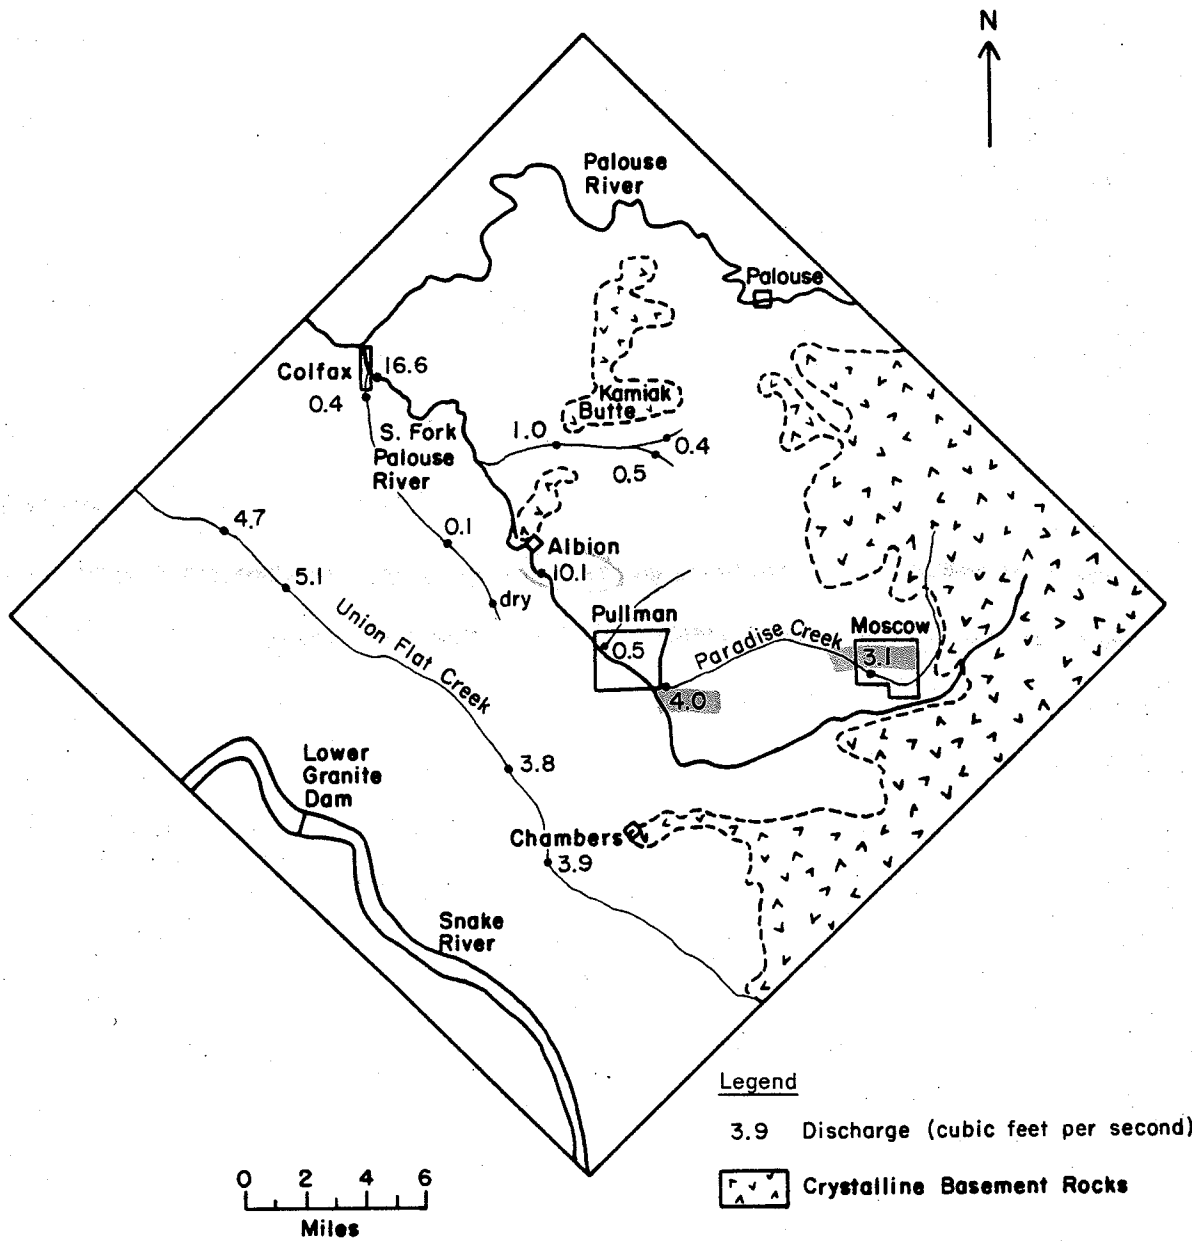 N
Palouse
River
Palouse
Colfax
16.6
0.4
Kamiak
Butte
S. Fork
Palouse
River
1.0
0.4
0.5
4.7
0.1
Albion
10.1
5.1
dry
Union Flat Creek
Pullman
0.5
Paradise Creek
Moscow
3.1
4.0
Lower
Granite
Dam
3.8
Chambers
3.9
Snake
River
Legend
3.9 Discharge (cubic feet per second)
Crystalline Basement Rocks
0 2 4 6
Miles